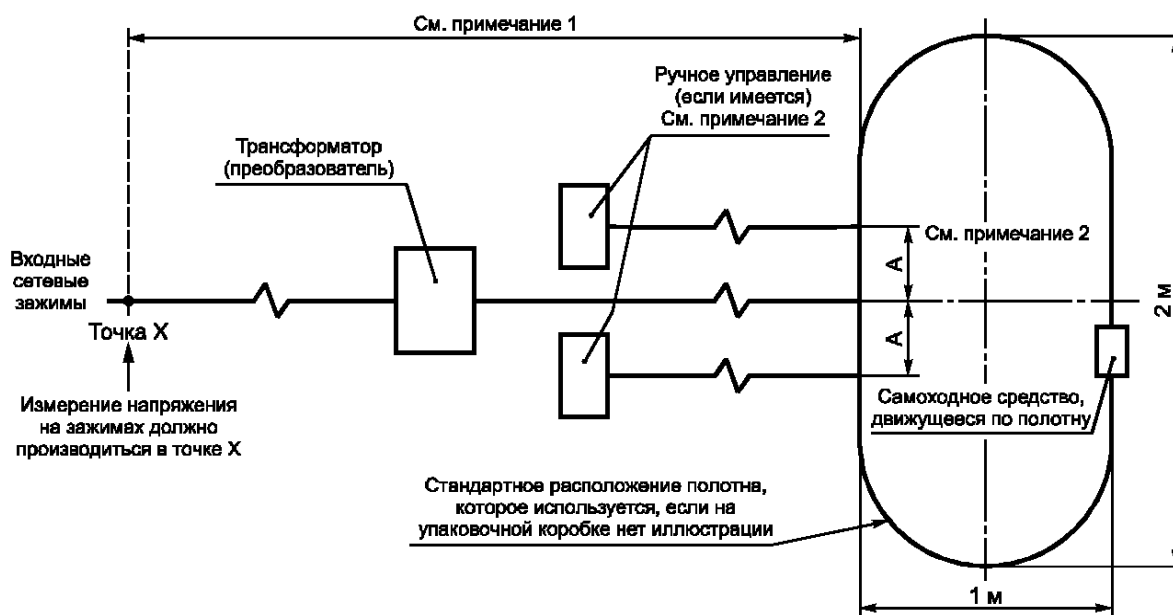 См. примечание 1
Ручное управление
(если имеется)
См. примечание 2
Трансформатор
(преобразователь)
См. примечание 2
A
A
Входные
сетевые
зажимы
Точка X
Измерение напряжения
на зажимах должно
производиться в точке X
2 м
Самоходное средство,
движущееся по полотну
Стандартное расположение полотна,
которое используется, если на
упаковочной коробке нет иллюстрации
1 м